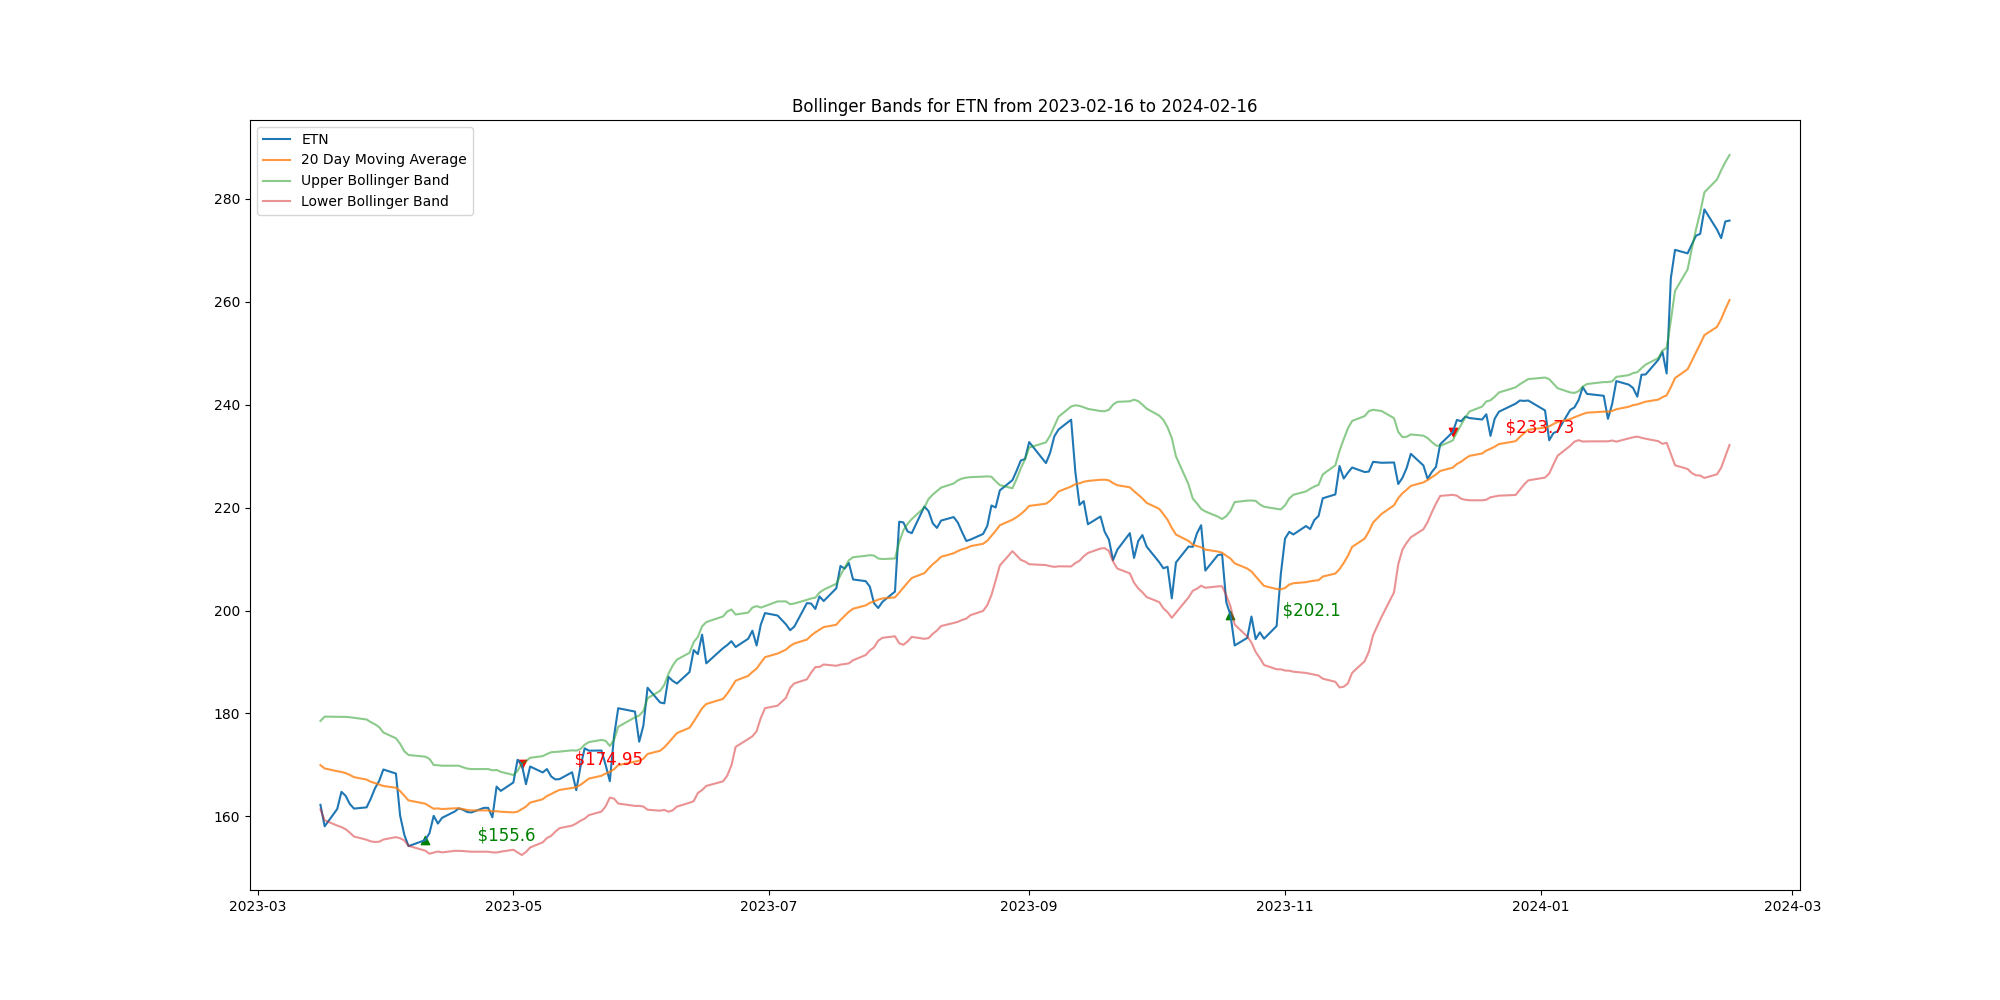 Bollinger Bands for ETN from 2023-02-16 to 2024-02-16
ETN
20 Day Moving Average
Upper Bollinger Band
Lower Bollinger Band
280
260
240
220
200
180
160
$233.73
$202.1
$174.95
$155.6
2023-03 2023-05 2023-07 2023-09 2023-11 2024-01 2024-03